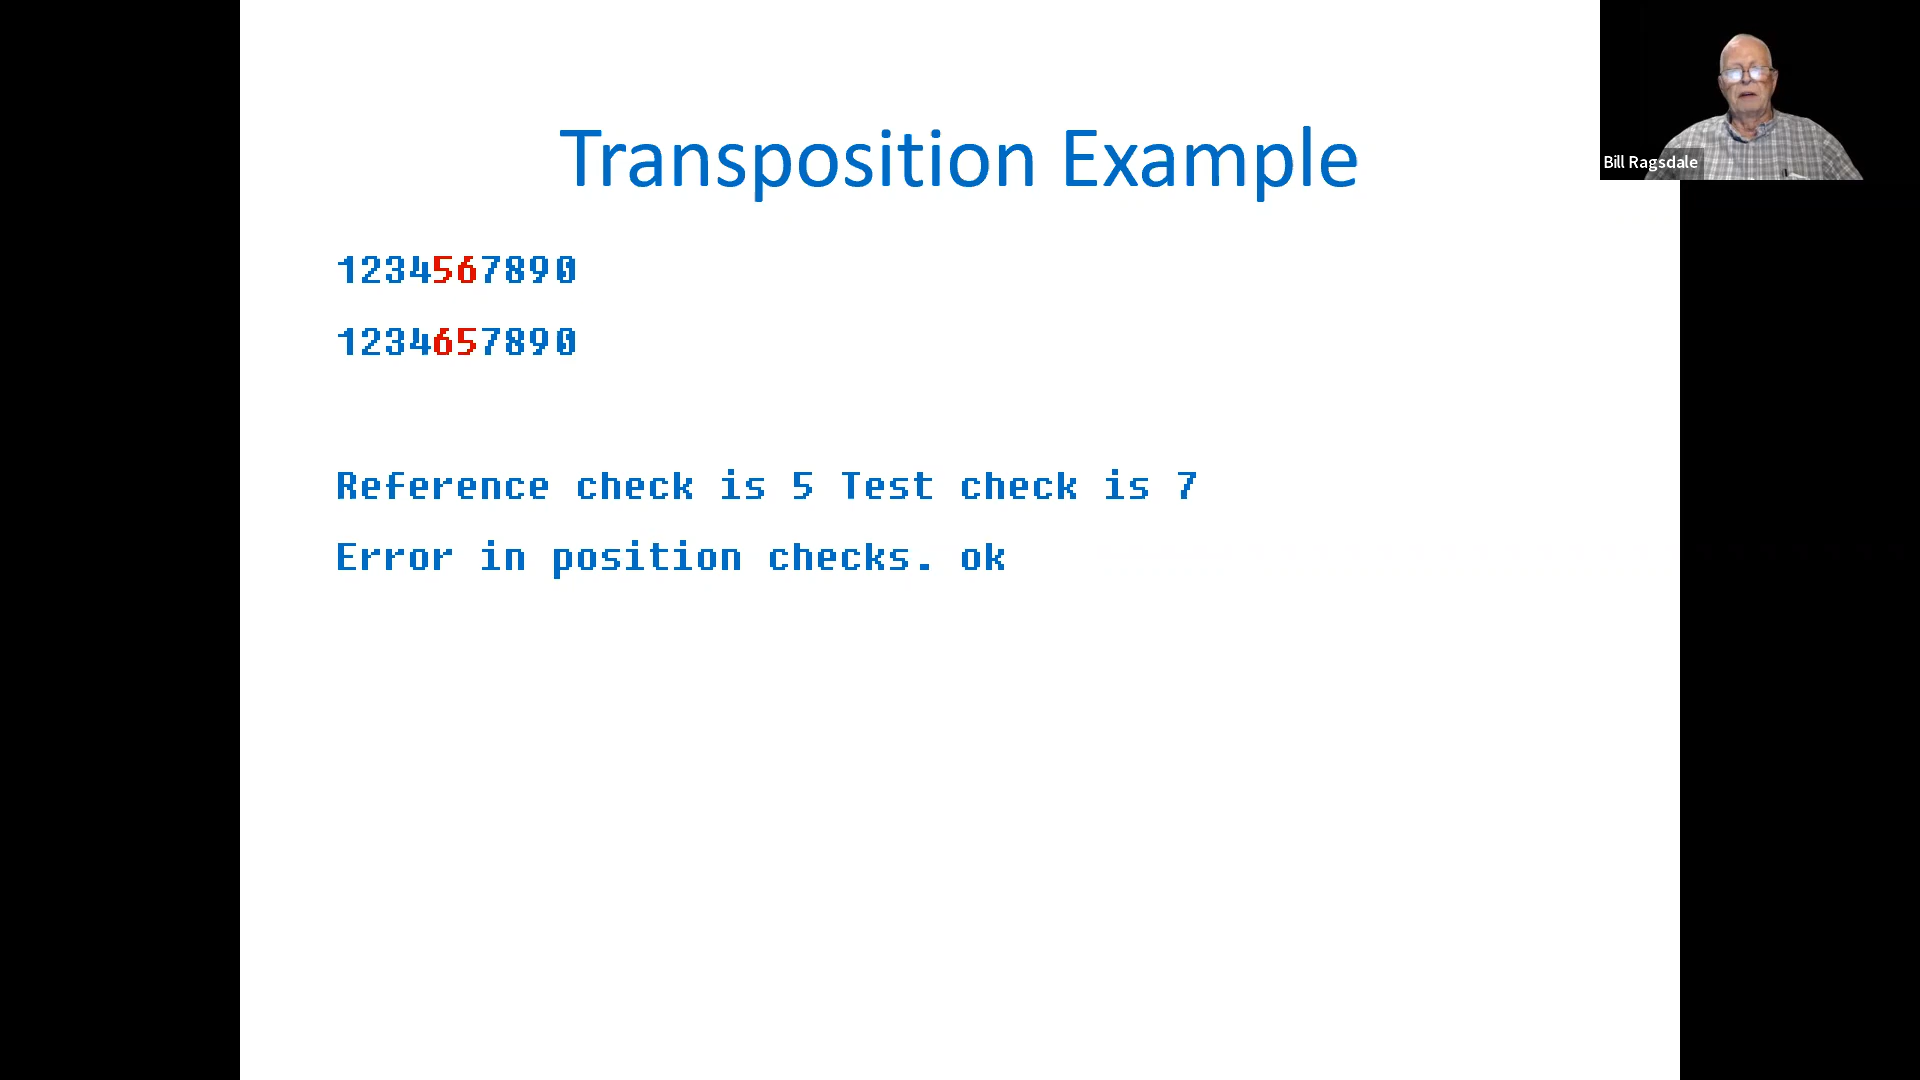 Transposition Example
Bill Ragsdale
1234567890
1234657890
Reference check is 5 Test check is 7
Error in position checks. ok